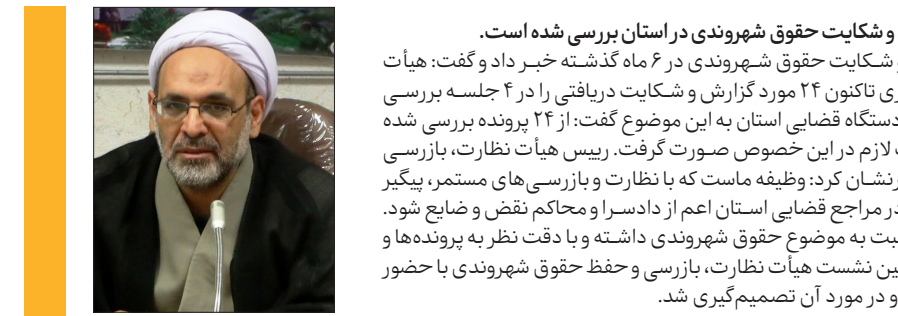 و شکایت حقوق شهروندی در استان بررسی شده است.
شکایت حقوق شهروندی در ۶ ماه گذشته خبر داد و گفت: هیأت
تاکنون ۲۴ مورد گزارش و شکایت دریافتی را در ۴ جلسه بررسی
دستگاه قضایی استان به این موضوع گفت: از ۲۴ پرونده بررسی شده
لازم در این خصوص صورت گرفت. رییس هیأت نظارت، بازرسی
نشان کرد: وظیفه ماست که با نظارت و بازرسی‌های مستمر، پیگیر
در مراجع قضایی استان اعم از دادسرا و محاکم نقض و ضایع شود.
به موضوع حقوق شهروندی داشته و با دقت نظر به پرونده‌ها و
نشست هیأت نظارت، بازرسی و حفظ حقوق شهروندی با حضور
و در مورد آن تصمیم‌گیری شد.